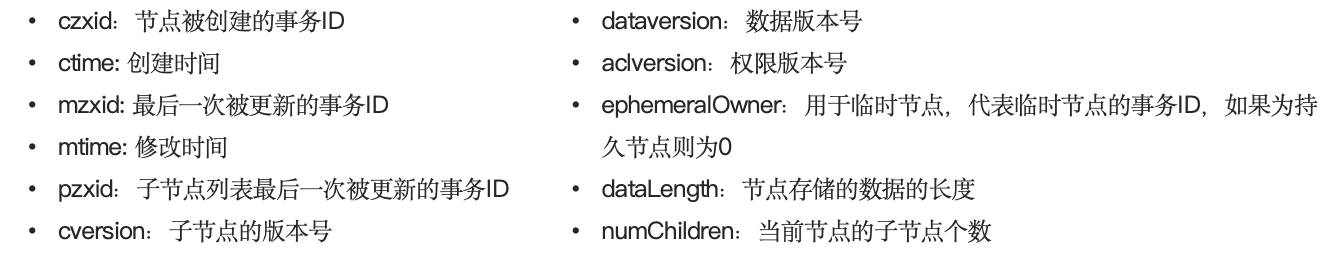 • czxid：节点被创建的事务ID
• ctime: 创建时间
• mzxid: 最后一次被更新的事务ID
• mtime: 修改时间
• pzxid：子节点列表最后一次被更新的事务ID
• cversion：子节点的版本号
• dataversion：数据版本号
• aclversion：权限版本号
• ephemeralOwner：用于临时节点，代表临时节点的事务ID，如果为持
久节点则为0
• dataLength：节点存储的数据的长度
• numChildren：当前节点的子节点个数